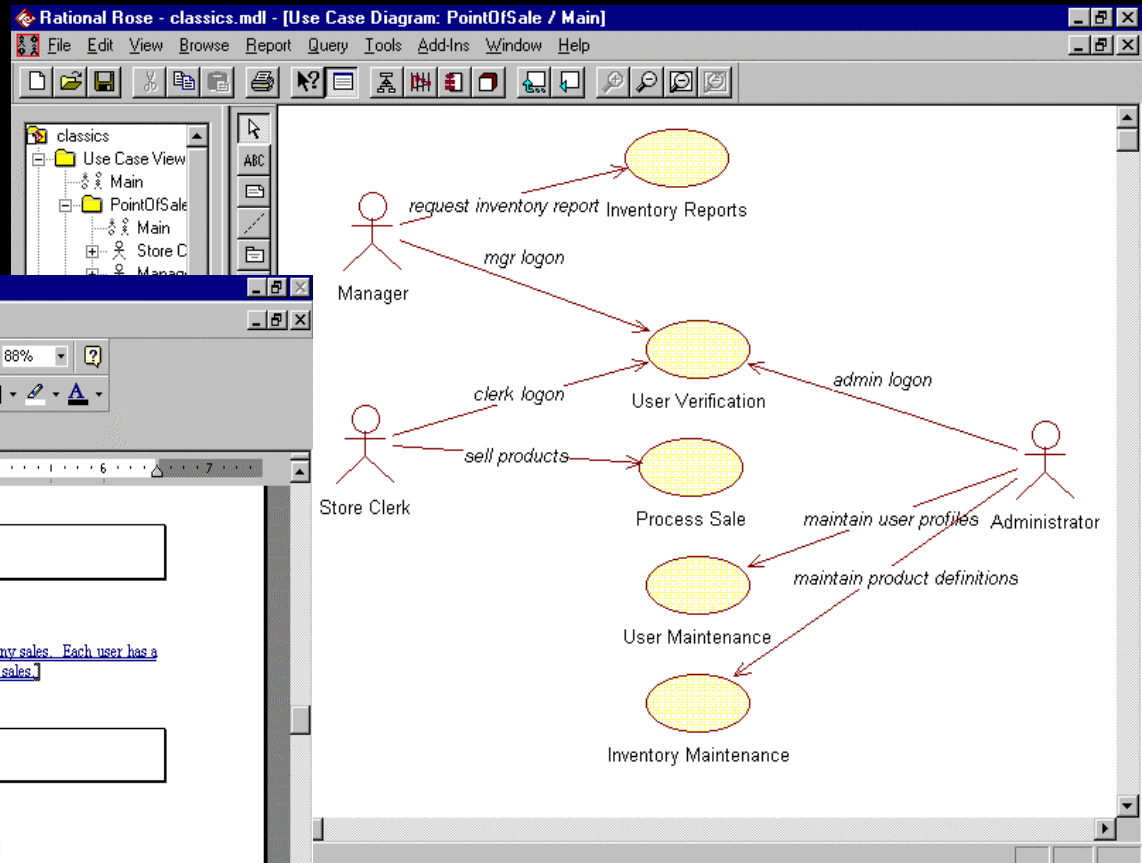 Rational Rose - classics.mdl - [Use Case Diagram: PointOfSale / Main]
File Edit View Browse Report Query Tools Add-Ins Window Help
ABC
classics
Use Case View
Main
PointOfSale
Main
Store C
Manag
request inventory report
Inventory Reports
mgr logon
Manager
clerk logon
User Verification
admin logon
sell products
Store Clerk
Process Sale
maintain user profiles
Administrator
maintain product definitions
User Maintenance
Inventory Maintenance
88%
A
6 7
ny sales. Each user has a
sales.]